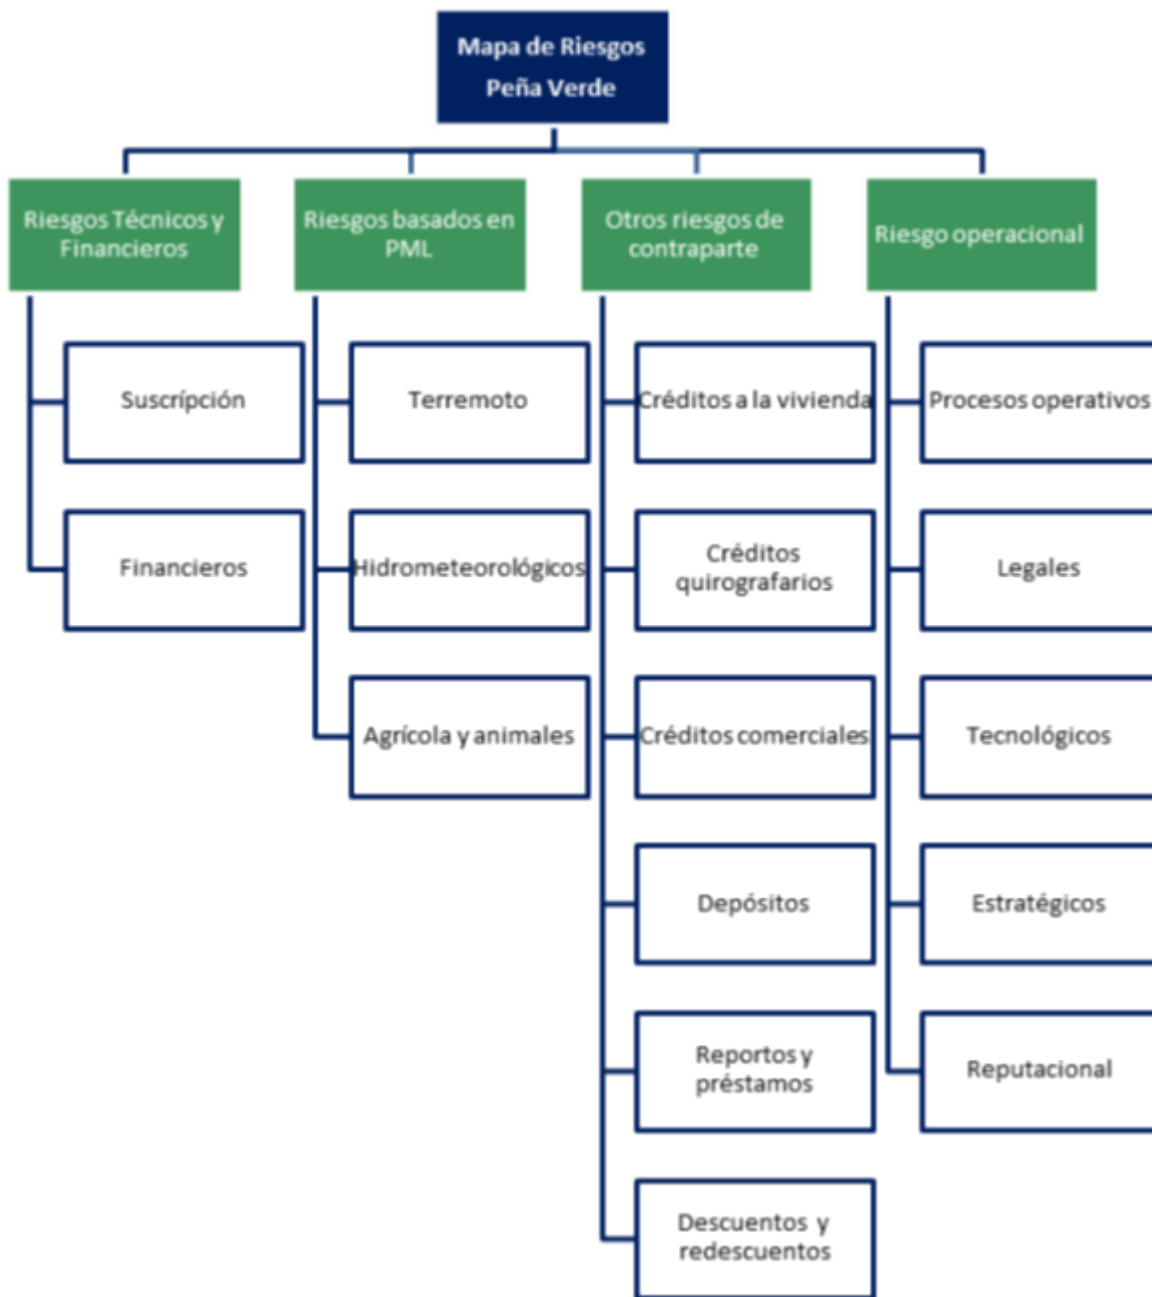 Mapa de Riesgos
Peña Verde
Riesgos Técnicos y
Financieros
Suscrípción
Financieros
Riesgos basados en
PML
Terremoto
Hidrometeorológicos
Agrícola y animales
Otros riesgos de
contraparte
Créditos a la vivienda
Créditos
quirografarios
Créditos comerciales
Depósitos
Reportos y
préstamos
Descuentos y
redescuentos
Riesgo operacional
Procesos operativos
Legales
Tecnológicos
Estratégicos
Reputacional